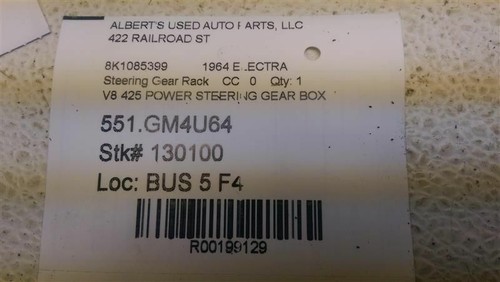 ALBERT'S USED AUTO PARTS, LLC
422 RAILROAD ST
8K1085399 1964 ELECTRA
Steering Gear Rack CC 0 Qty: 1
V8 425 POWER STEERING GEAR BOX
551.GM4U64
Stk# 130100
Loc: BUS 5 F4
R00199129